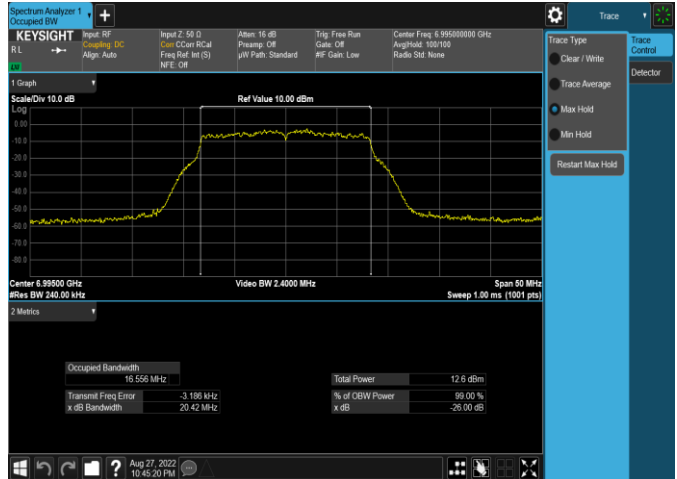 Spectrum Analyzer 1
Occupied BW
Trace
KEYSIGHT
RL
Input: RF
Coupling: DC
Align: Auto
Input Z: 50 Ω
Corr CCorr RCal
Freq Ref: Int (S)
NFE: Off
Atten: 16 dB
Preamp: Off
µW Path: Standard
Trig: Free Run
Gate: Off
#IF Gain: Low
Center Freq: 6.995000000 GHz
Avg|Hold: 100/100
Radio Std: None
Trace Type
Clear / Write
Trace Average
Max Hold
Min Hold
Restart Max Hold
Trace Control
Detector
1 Graph
Scale/Div 10.0 dB
Ref Value 10.00 dBm
Log
0.00
-10.0
-20.0
-30.0
-40.0
-50.0
-60.0
-70.0
-80.0
Center 6.99500 GHz
Video BW 2.4000 MHz
Span 50 MHz
#Res BW 240.00 kHz
Sweep 1.00 ms (1001 pts)
2 Metrics
Occupied Bandwidth
16.556 MHz
Total Power 12.6 dBm
Transmit Freq Error -3.186 kHz
% of OBW Power 99.00 %
x dB Bandwidth 20.42 MHz
x dB -26.00 dB
Aug 27, 2022
10:45:20 PM